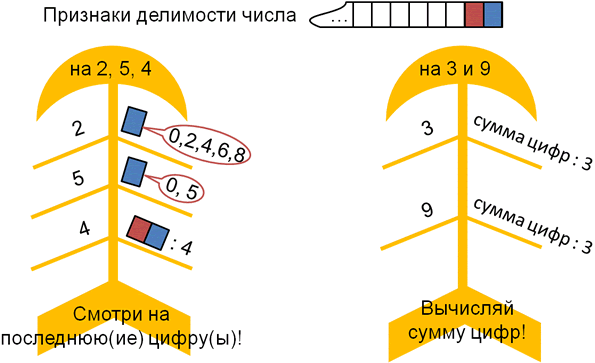 Признаки делимости числа
...
на 2, 5, 4
2
0,2,4,6,8
5
0, 5
4
: 4
Смотри на
последнюю(ие) цифру(ы)!
на 3 и 9
3
сумма цифр : 3
9
сумма цифр : 3
Вычисляй
сумму цифр!